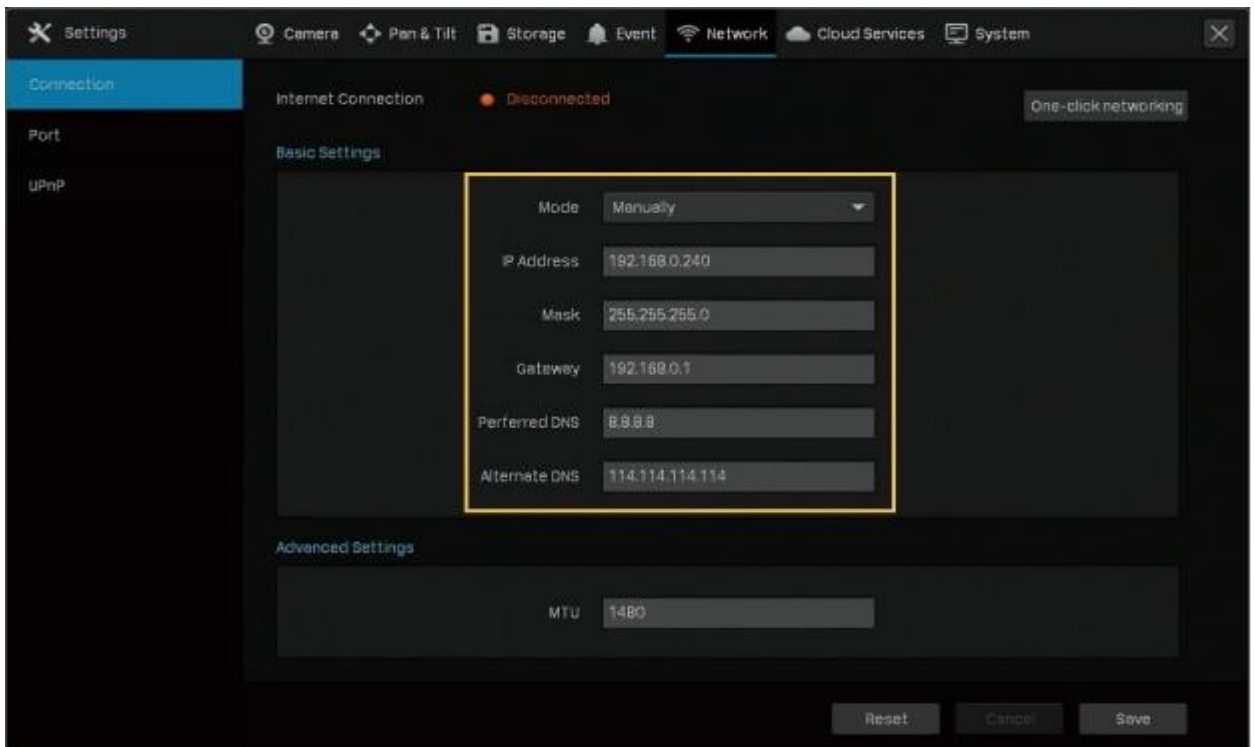 Settings Camera Pan & Tilt Storage Event Network Cloud Services System
Connection
Port
UPnP
Internet Connection Disconnected One-click networking
Basic Settings
Mode Manually
IP Address 192.168.0.240
Mask 255.255.255.0
Gateway 192.168.0.1
Perferred DNS 8.8.8.8
Alternate DNS 114.114.114.114
Advanced Settings
MTU 1480
Reset Cancel Save